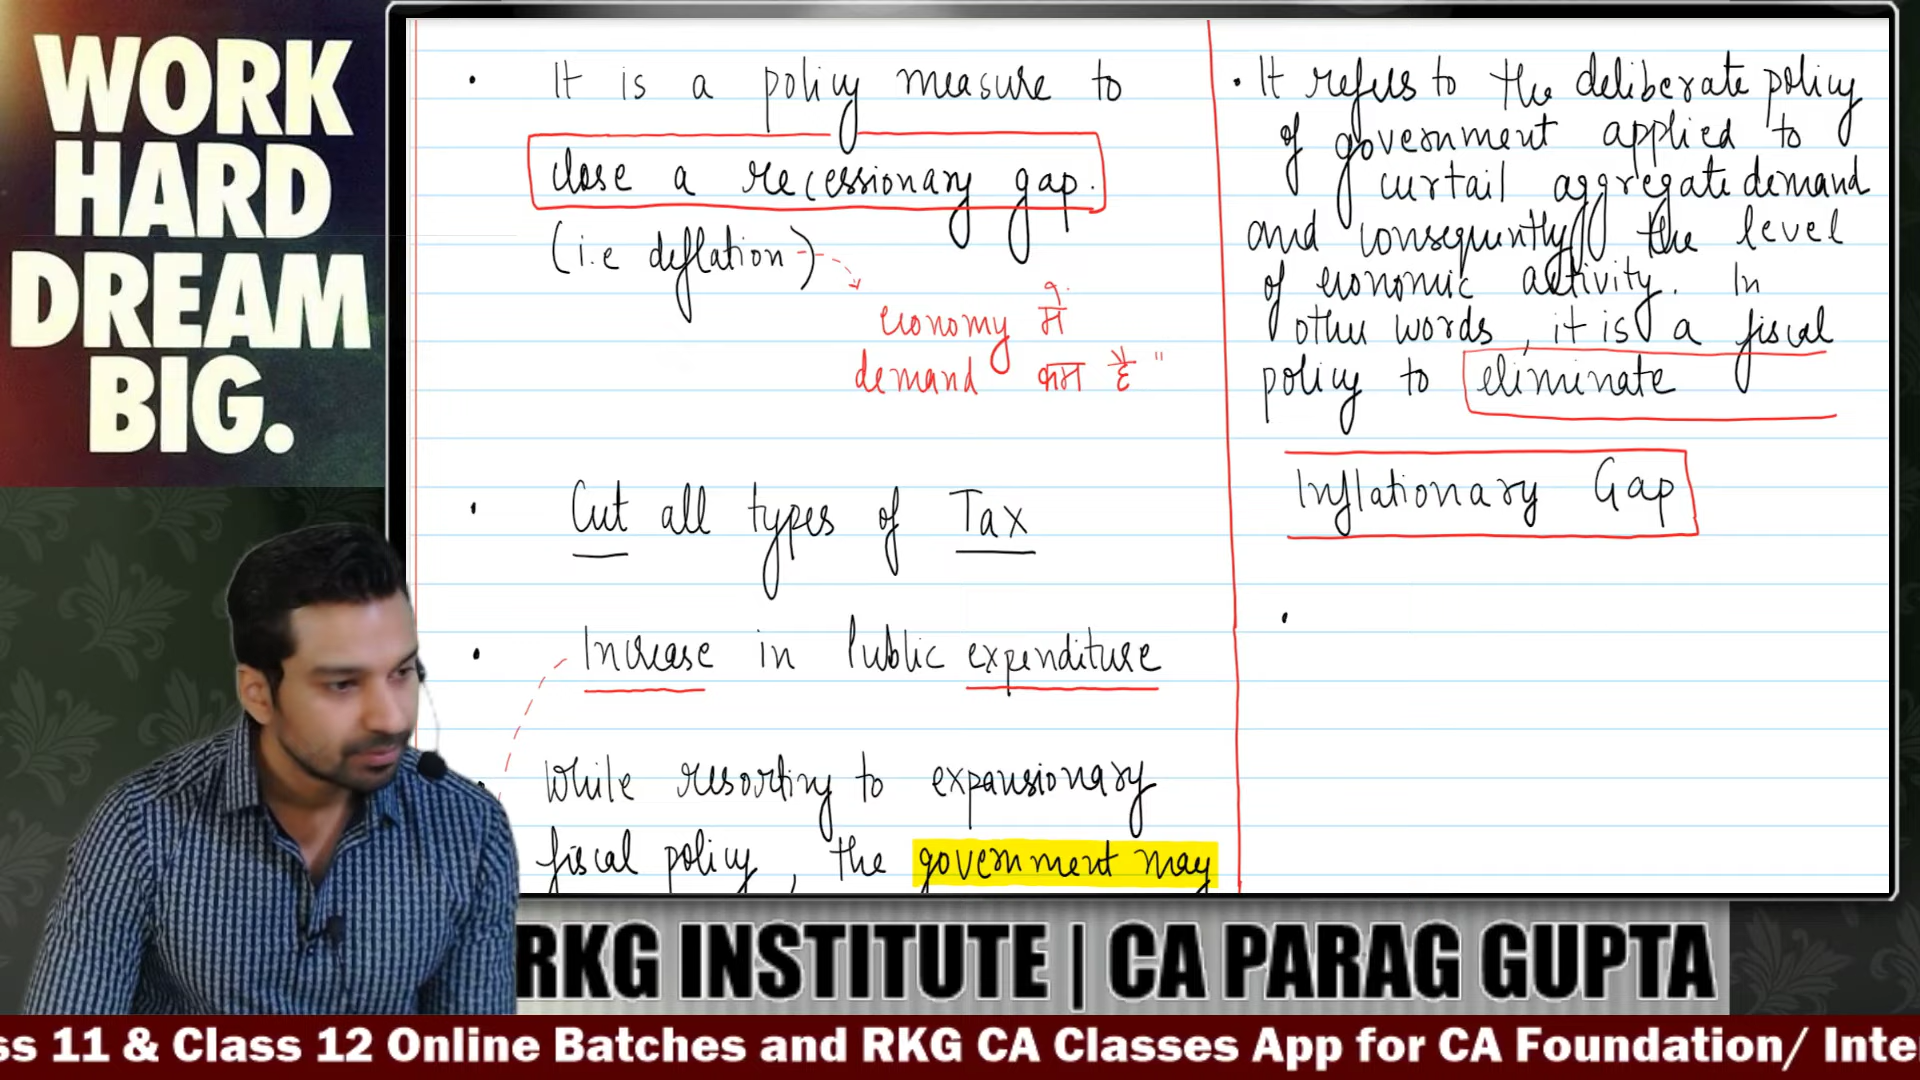 WORK
HARD
DREAM
BIG.
• It is a policy measure to
close a recessionary gap.
(i.e deflation)
economy में
demand कम है"
• Cut all types of Tax
• Increase in Public expenditure
• While resorting to expansionary
fiscal policy, the government may
• It refers to the deliberate policy
of government applied to
curtail aggregate demand
and consequently the level
of economic activity. In
other words, it is a fiscal
policy to eliminate
Inflationary Gap
•
RKG INSTITUTE | CA PARAG GUPTA
ss 11 & Class 12 Online Batches and RKG CA Classes App for CA Foundation/ Inte